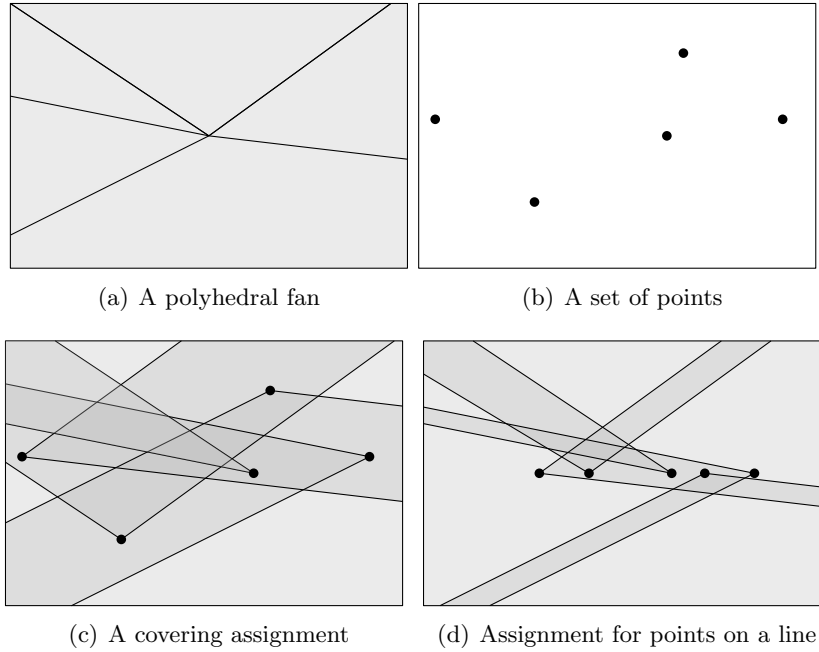 (a) A polyhedral fan
(b) A set of points
(c) A covering assignment
(d) Assignment for points on a line